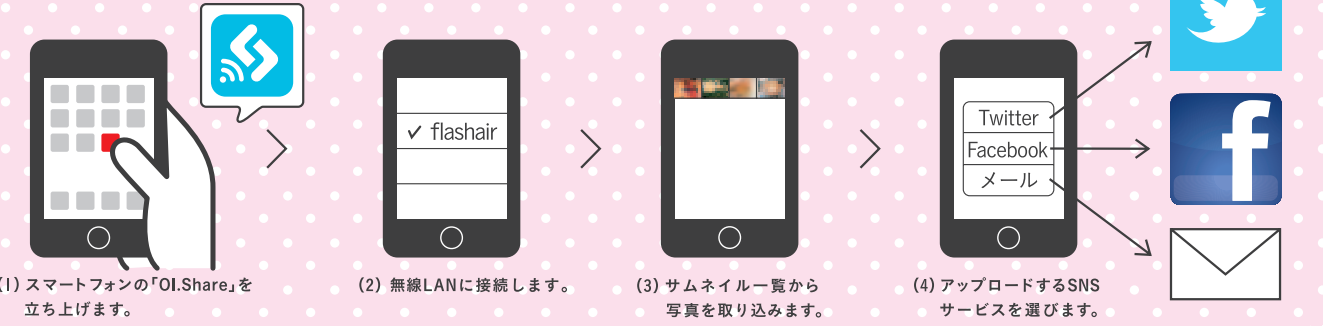 ✓ flashair
Twitter
Facebook
メール
(1) スマートフォンの「OI.Share」を
立ち上げます。
(2) 無線LANに接続します。
(3) サムネイル一覧から
写真を取り込みます。
(4) アップロードするSNS
サービスを選びます。